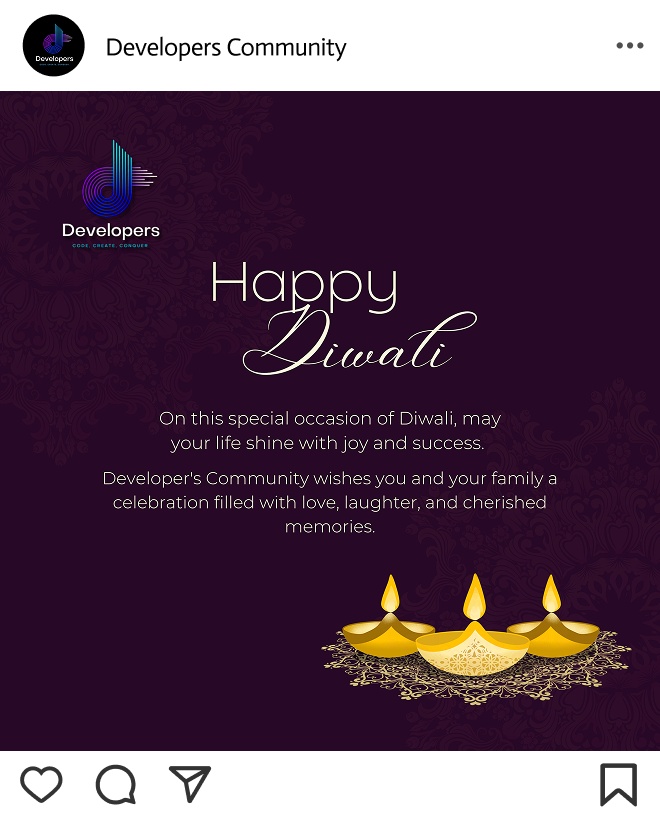 Developers
Developers Community
Developers
CODE. CREATE. CONQUER
Happy
Diwali
On this special occasion of Diwali, may
your life shine with joy and success.
Developer's Community wishes you and your family a
celebration filled with love, laughter, and cherished
memories.